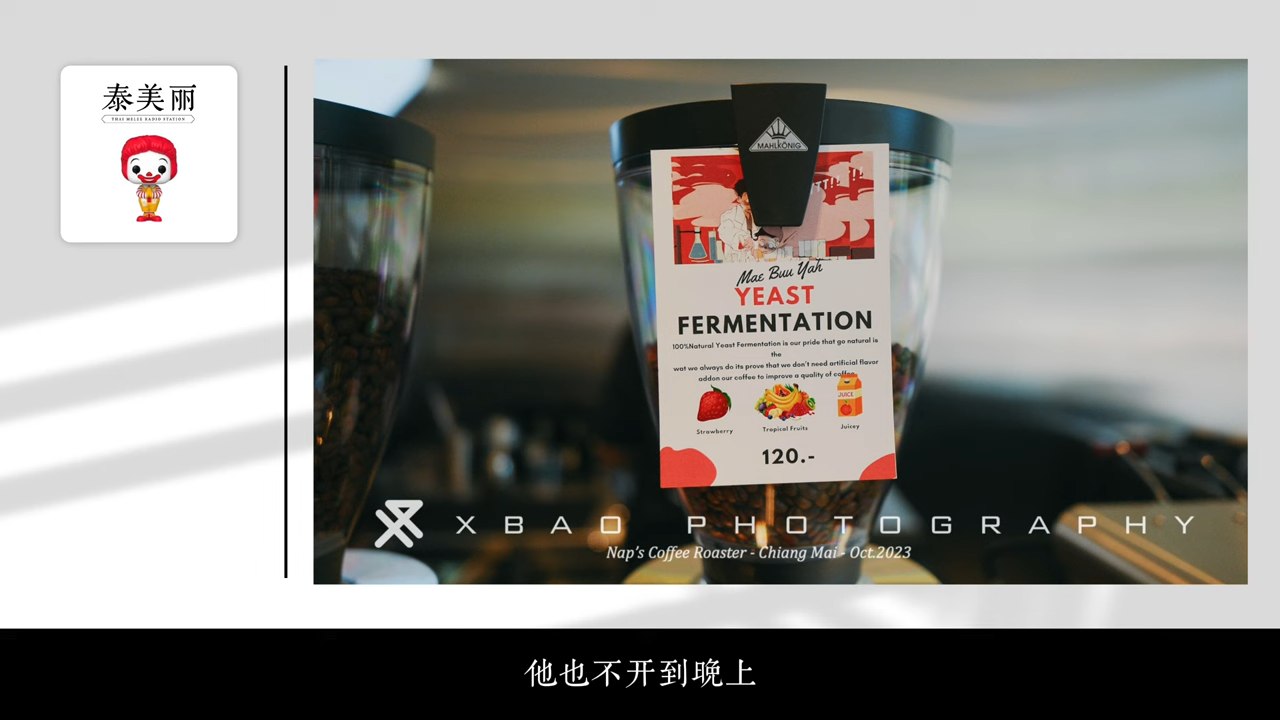 泰美丽
THAI MELEE RADIO STATION
MAHLKÖNIG
Mae Buu Yah
YEAST
FERMENTATION
100%Natural Yeast Fermentation is our pride that go natural is
the
wat we always do its prove that we don't need artificial flavor
addon our coffee to improve a quality of coffee
JUICE
Strawberry
Tropical Fruits
Juicey
120.-
XBAO PHOTOGRAPHY
Nap's Coffee Roaster - Chiang Mai - Oct.2023
他也不开到晚上